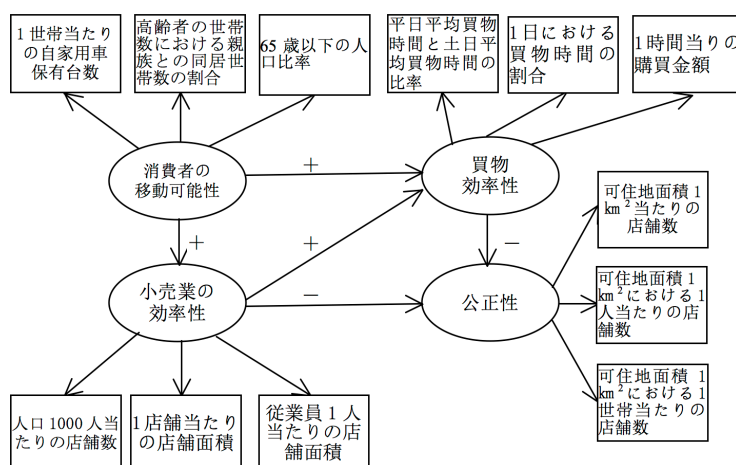 1世帯当たり
の自家用車
保有台数
高齢者の世帯
数における親
族との同居世
帯数の割合
65歳以下の人
口比率
平日平均買物
時間と土日平
均買物時間の
比率
1日における
買物時間の
割合
1時間当りの
購買金額
消費者の
移動可能性
＋
買物
効率性
可住地面積1
km²当たりの
店舗数
＋
＋
－
小売業の
効率性
－
公正性
可住地面積1
km²における1
人当たりの店
舗数
人口1000人当
たりの店舗数
1店舗当たり
の店舗面積
従業員1人
当たりの店
舗面積
可住地面積1
km²における1
世帯当たりの
店舗数